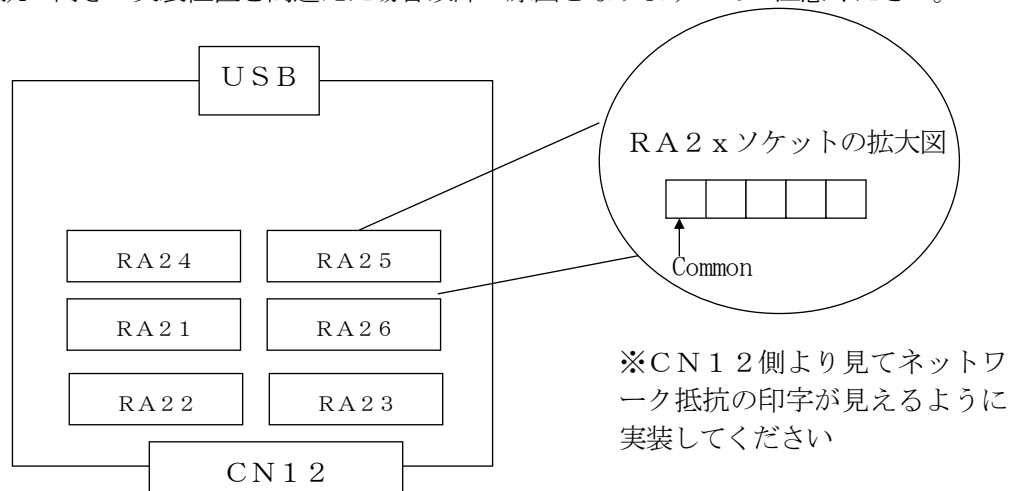 USB
RA2xソケットの拡大図
Common
RA24
RA25
RA21
RA26
RA22
RA23
CN12
※CN12側より見てネットワ
ーク抵抗の印字が見えるように
実装してください